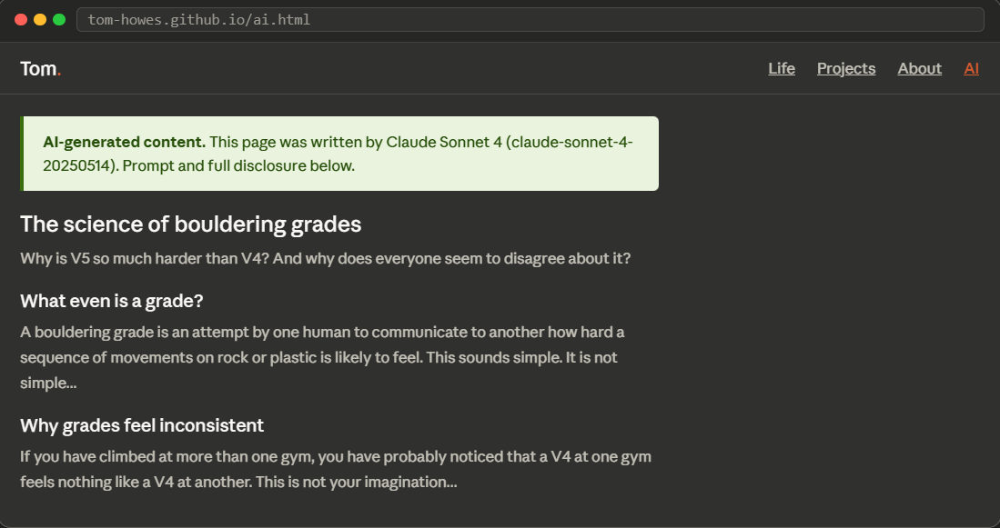 tom-howes.github.io/ai.html
Tom.
Life Projects About AI
AI-generated content. This page was written by Claude Sonnet 4 (claude-sonnet-4-
20250514). Prompt and full disclosure below.
The science of bouldering grades
Why is V5 so much harder than V4? And why does everyone seem to disagree about it?
What even is a grade?
A bouldering grade is an attempt by one human to communicate to another how hard a
sequence of movements on rock or plastic is likely to feel. This sounds simple. It is not
simple...
Why grades feel inconsistent
If you have climbed at more than one gym, you have probably noticed that a V4 at one gym
feels nothing like a V4 at another. This is not your imagination...